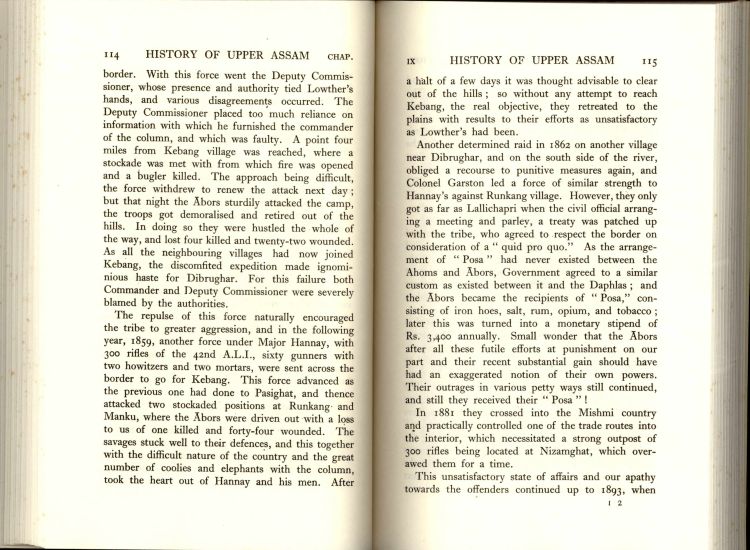 114 HISTORY OF UPPER ASSAM CHAP.
border. With this force went the Deputy Commis-
sioner, whose presence and authority tied Lowther's
hands, and various disagreements occurred. The
Deputy Commissioner placed too much reliance on
information with which he furnished the commander
of the column, and which was faulty. A point four
miles from Kebang village was reached, where a
stockade was met with from which fire was opened
and a bugler killed. The approach being difficult,
the force withdrew to renew the attack next day;
but that night the Ābors sturdily attacked the camp,
the troops got demoralised and retired out of the
hills. In doing so they were hustled the whole of
the way, and lost four killed and twenty-two wounded.
As all the neighbouring villages had now joined
Kebang, the discomfited expedition made ignomi-
nious haste for Dibrughar. For this failure both
Commander and Deputy Commissioner were severely
blamed by the authorities.
The repulse of this force naturally encouraged
the tribe to greater aggression, and in the following
year, 1859, another force under Major Hannay, with
300 rifles of the 42nd A.L.I., sixty gunners with
two howitzers and two mortars, were sent across the
border to go for Kebang. This force advanced as
the previous one had done to Pasighat, and thence
attacked two stockaded positions at Runkang and
Manku, where the Ābors were driven out with a loss
to us of one killed and forty-four wounded. The
savages stuck well to their defences, and this together
with the difficult nature of the country and the great
number of coolies and elephants with the column,
took the heart out of Hannay and his men. After
IX HISTORY OF UPPER ASSAM 115
a halt of a few days it was thought advisable to clear
out of the hills; so without any attempt to reach
Kebang, the real objective, they retreated to the
plains with results to their efforts as unsatisfactory
as Lowther's had been.
Another determined raid in 1862 on another village
near Dibrughar, and on the south side of the river,
obliged a recourse to punitive measures again, and
Colonel Garston led a force of similar strength to
Hannay's against Runkang village. However, they only
got as far as Lallichapri when the civil official arrang-
ing a meeting and parley, a treaty was patched up
with the tribe, who agreed to respect the border on
consideration of a "quid pro quo." As the arrange-
ment of "Posa" had never existed between the
Ahoms and Ābors, Government agreed to a similar
custom as existed between it and the Daphlas; and
the Ābors became the recipients of "Posa," con-
sisting of iron hoes, salt, rum, opium, and tobacco;
later this was turned into a monetary stipend of
Rs. 3,400 annually. Small wonder that the Ābors
after all these futile efforts at punishment on our
part and their recent substantial gain should have
had an exaggerated notion of their own powers.
Their outrages in various petty ways still continued,
and still they received their "Posa"!
In 1881 they crossed into the Mishmi country
and practically controlled one of the trade routes into
the interior, which necessitated a strong outpost of
300 rifles being located at Nizamghat, which over-
awed them for a time.
This unsatisfactory state of affairs and our apathy
towards the offenders continued up to 1893, when
I 2